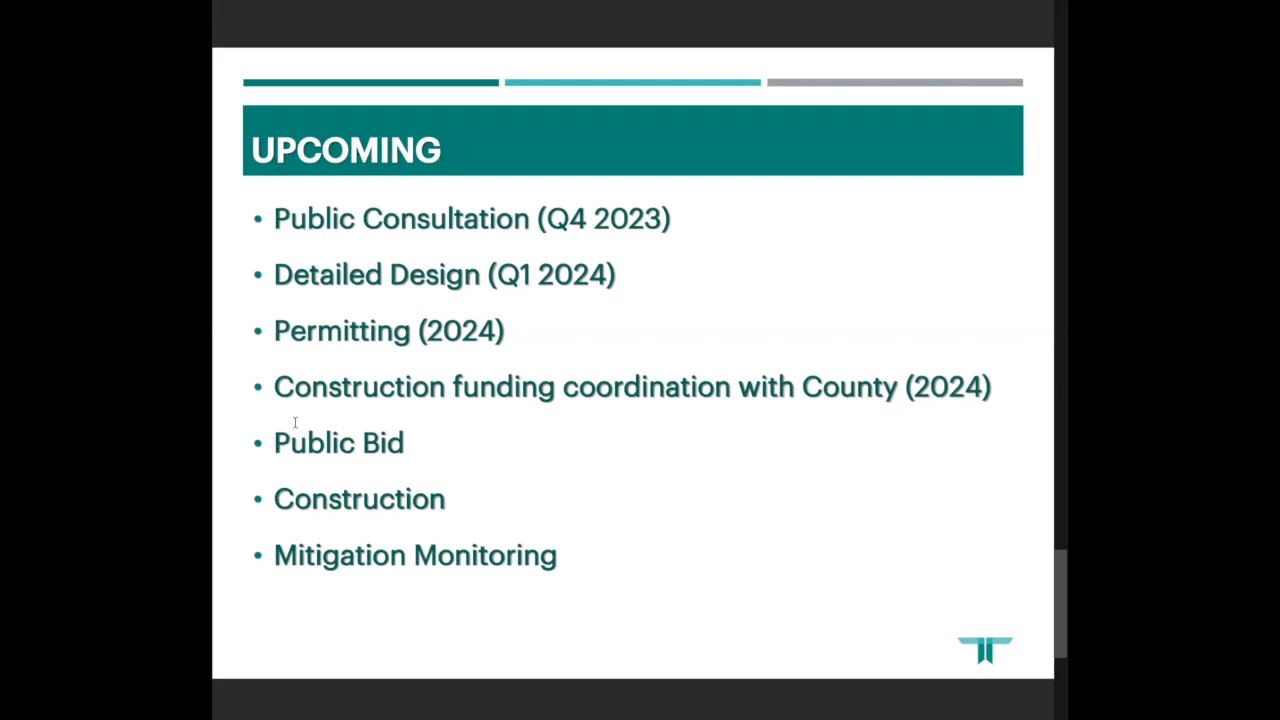 UPCOMING
• Public Consultation (Q4 2023)
• Detailed Design (Q1 2024)
• Permitting (2024)
• Construction funding coordination with County (2024)
• Public Bid
• Construction
• Mitigation Monitoring